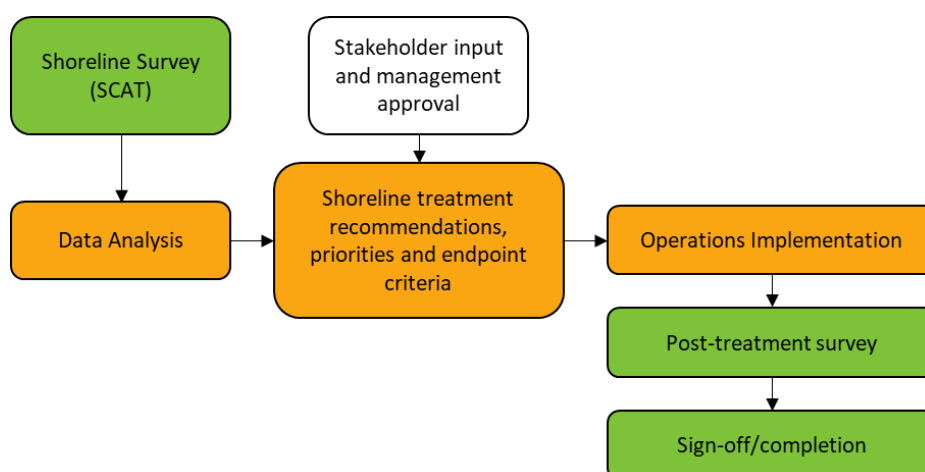 Shoreline Survey
(SCAT)
Stakeholder input
and management
approval
Data Analysis
Shoreline treatment
recommendations,
priorities and endpoint
criteria
Operations Implementation
Post-treatment survey
Sign-off/completion